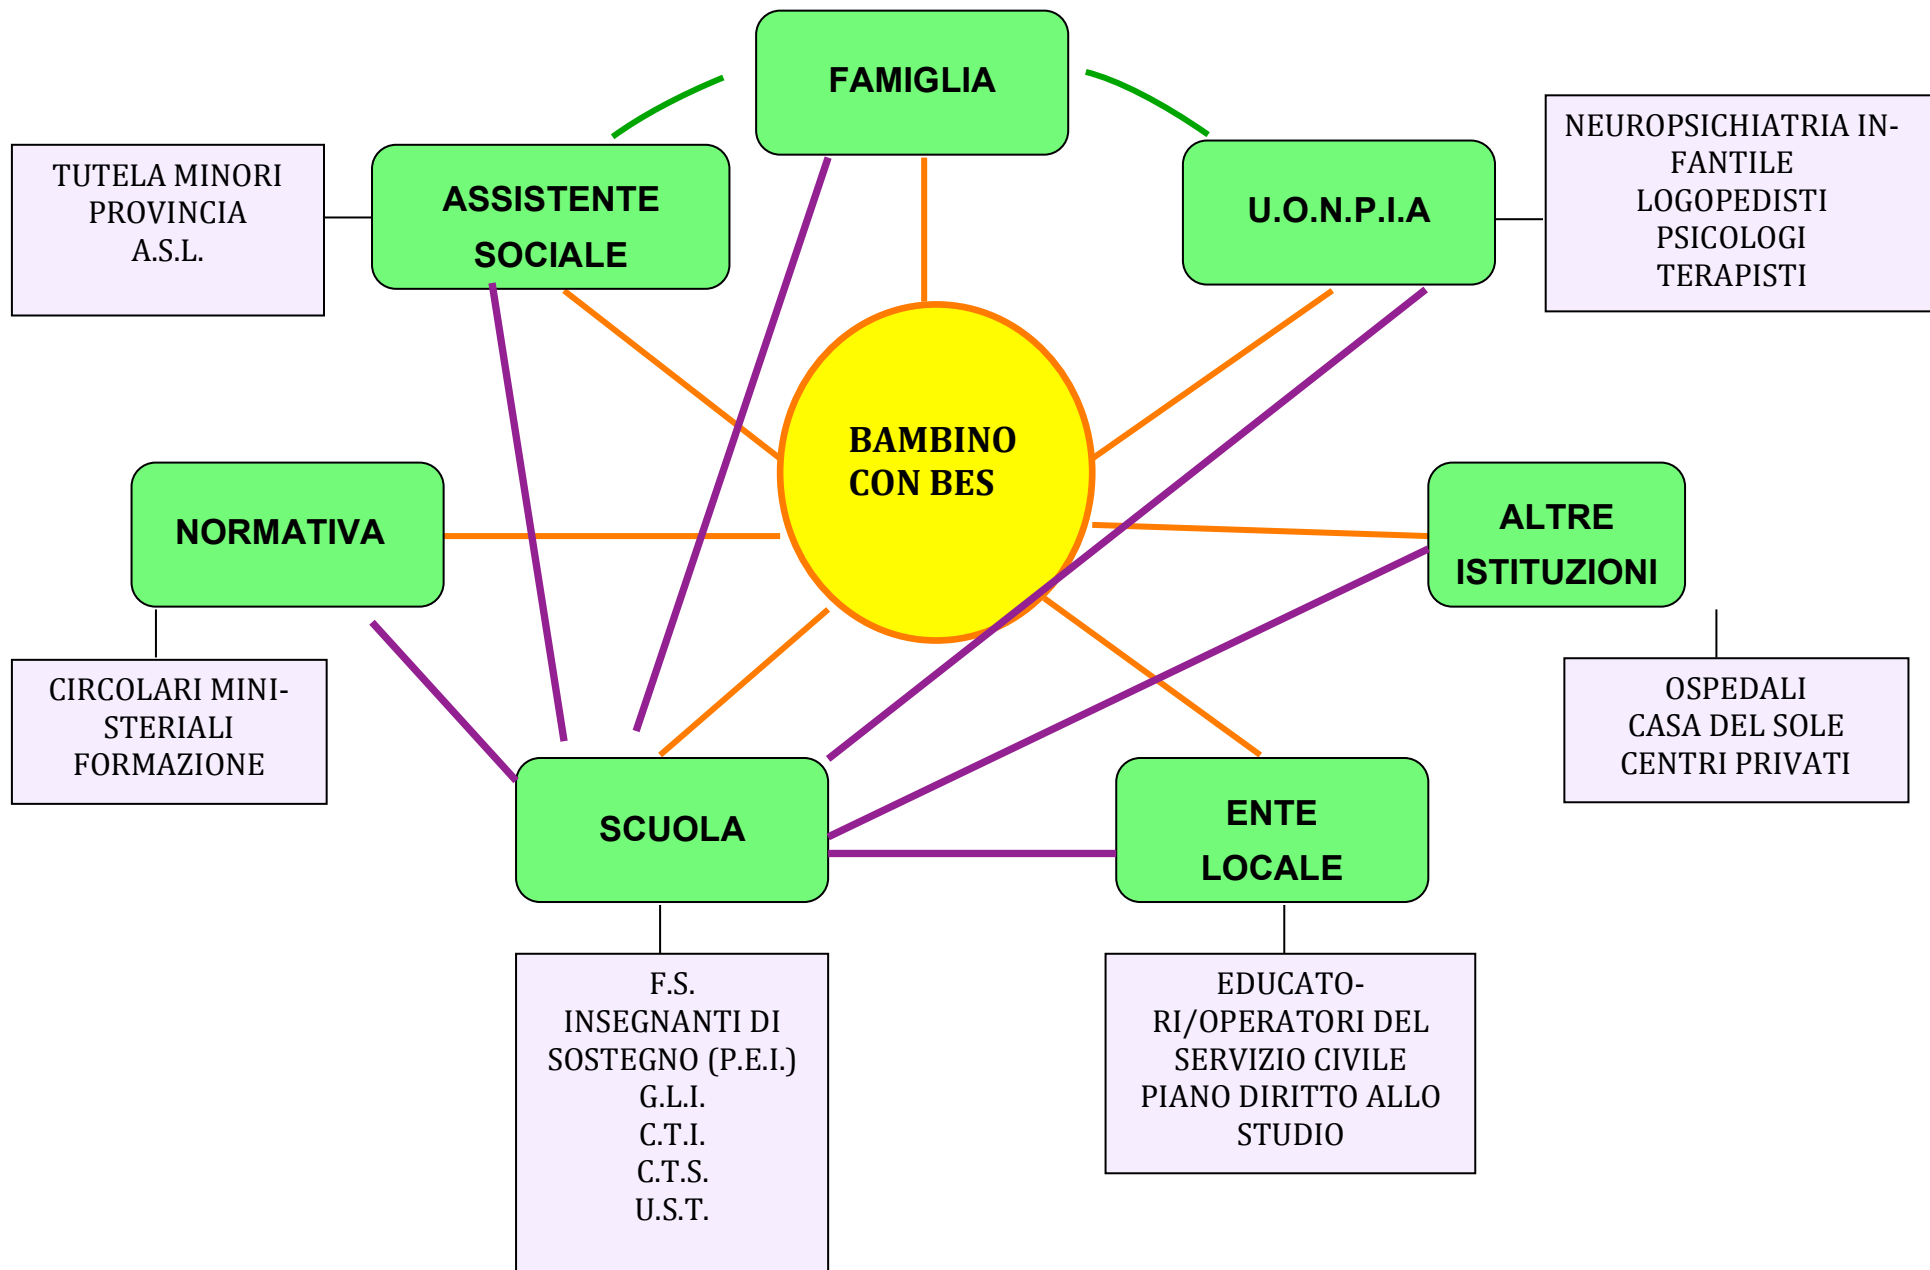 FAMIGLIA
TUTELA MINORI
PROVINCIA
A.S.L.
ASSISTENTE
SOCIALE
U.O.N.P.I.A
NEUROPSICHIATRIA IN-
FANTILE
LOGOPEDISTI
PSICOLOGI
TERAPISTI
BAMBINO
CON BES
NORMATIVA
ALTRE
ISTITUZIONI
CIRCOLARI MINI-
STERIALI
FORMAZIONE
OSPEDALI
CASA DEL SOLE
CENTRI PRIVATI
SCUOLA
ENTE
LOCALE
F.S.
INSEGNANTI DI
SOSTEGNO (P.E.I.)
G.L.I.
C.T.I.
C.T.S.
U.S.T.
EDUCATO-
RI/OPERATORI DEL
SERVIZIO CIVILE
PIANO DIRITTO ALLO
STUDIO